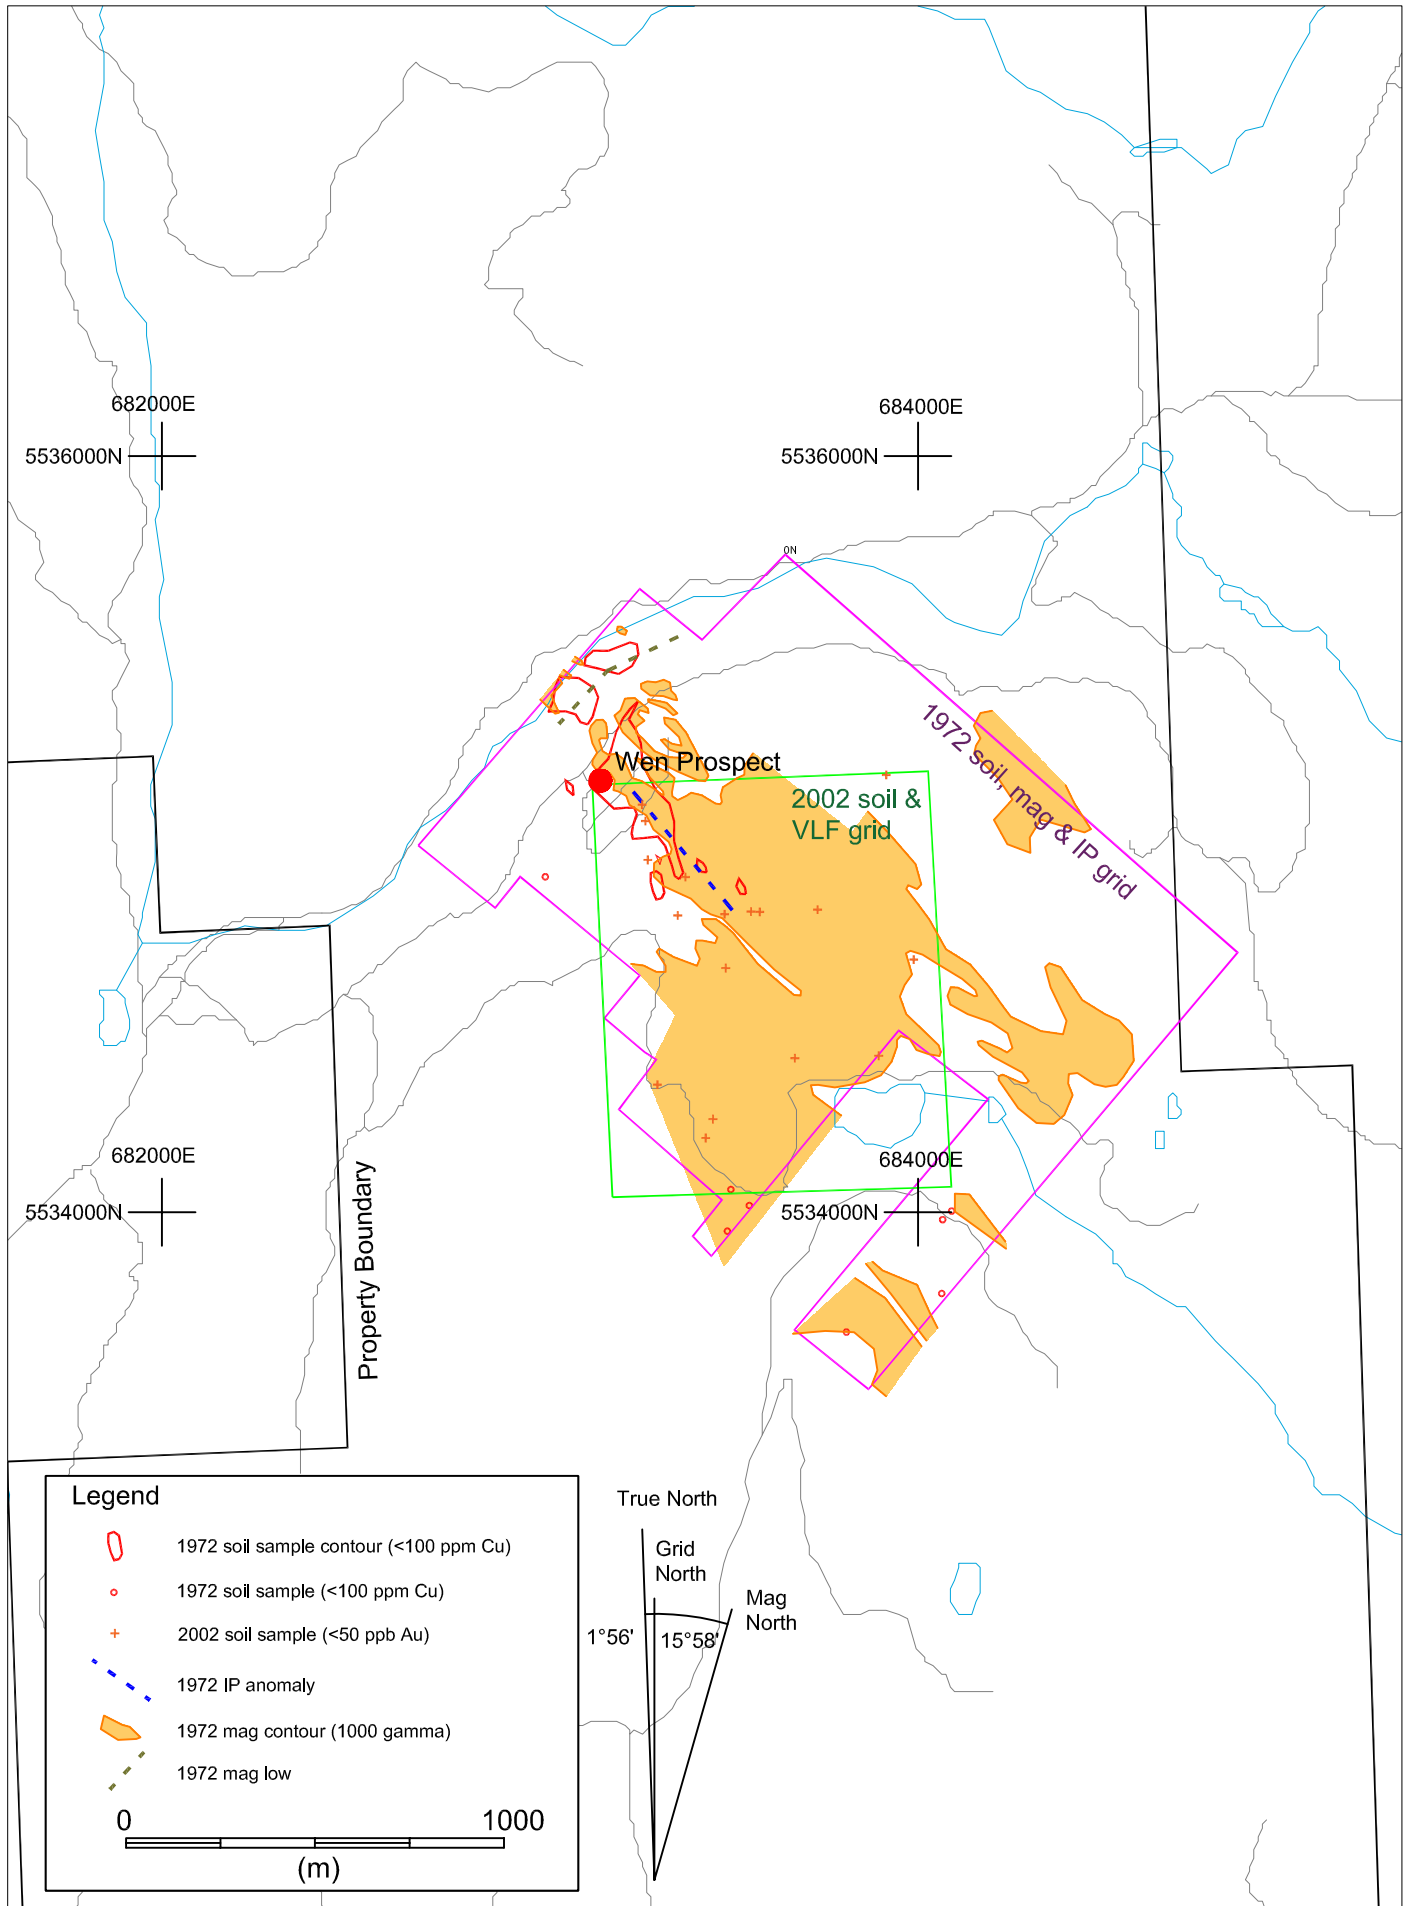 682000E
684000E
5536000N
5536000N
0N
Wen Prospect
1972 soil, mag & IP grid
2002 soil &
VLF grid
682000E
684000E
5534000N
5534000N
Property Boundary
Legend
1972 soil sample contour (<100 ppm Cu)
1972 soil sample (<100 ppm Cu)
2002 soil sample (<50 ppb Au)
1972 IP anomaly
1972 mag contour (1000 gamma)
1972 mag low
0
1000
(m)
True North
Grid
North
Mag
North
1°56'
15°58'